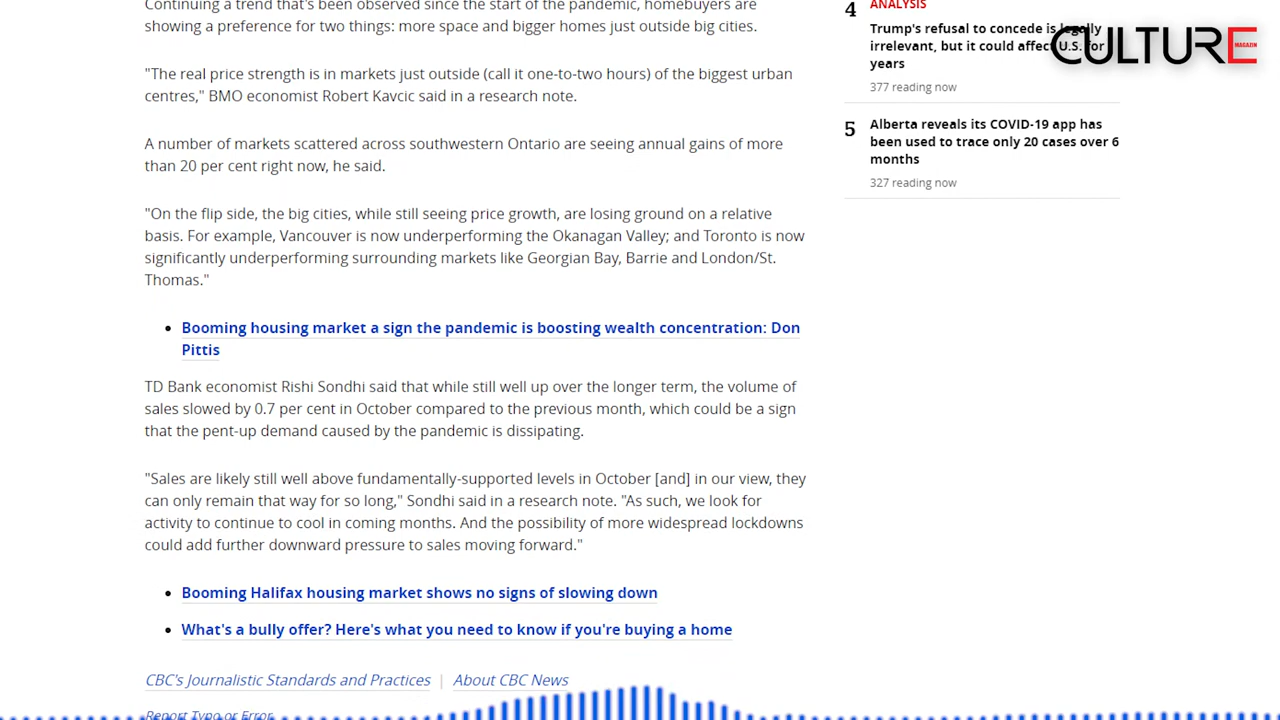 Continuing a trend that's been observed since the start of the pandemic, homebuyers are
showing a preference for two things: more space and bigger homes just outside big cities.
"The real price strength is in markets just outside (call it one-to-two hours) of the biggest urban
centres," BMO economist Robert Kavcic said in a research note.
A number of markets scattered across southwestern Ontario are seeing annual gains of more
than 20 per cent right now, he said.
"On the flip side, the big cities, while still seeing price growth, are losing ground on a relative
basis. For example, Vancouver is now underperforming the Okanagan Valley; and Toronto is now
significantly underperforming surrounding markets like Georgian Bay, Barrie and London/St.
Thomas."
• Booming housing market a sign the pandemic is boosting wealth concentration: Don
Pittis
TD Bank economist Rishi Sondhi said that while still well up over the longer term, the volume of
sales slowed by 0.7 per cent in October compared to the previous month, which could be a sign
that the pent-up demand caused by the pandemic is dissipating.
"Sales are likely still well above fundamentally-supported levels in October [and] in our view, they
can only remain that way for so long," Sondhi said in a research note. "As such, we look for
activity to continue to cool in coming months. And the possibility of more widespread lockdowns
could add further downward pressure to sales moving forward."
• Booming Halifax housing market shows no signs of slowing down
• What's a bully offer? Here's what you need to know if you're buying a home
CBC's Journalistic Standards and Practices | About CBC News
Report Typo or Error
4 ANALYSIS
Trump's refusal to concede is legally
irrelevant, but it could affect U.S. for
years
377 reading now
5 Alberta reveals its COVID-19 app has
been used to trace only 20 cases over 6
months
327 reading now
CULTURE
MAGAZIN